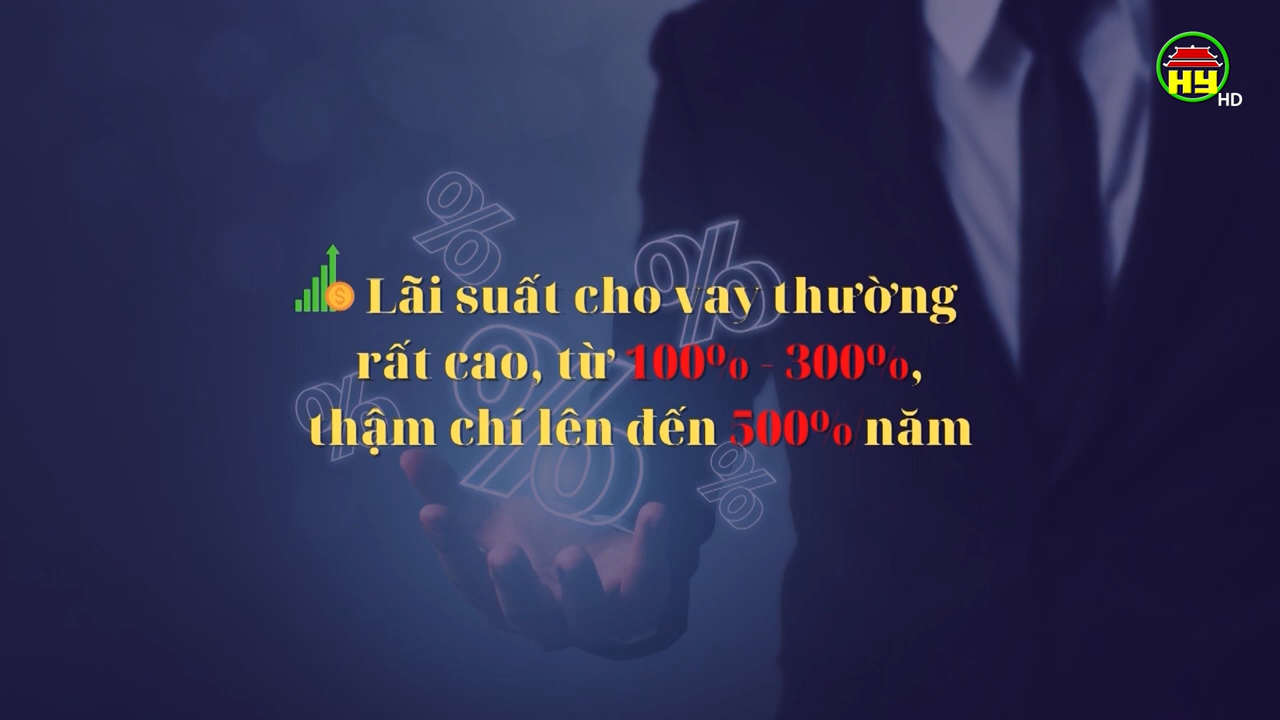 HY
HD
Lãi suất cho vay thường
rất cao, từ 100% - 300%,
thậm chí lên đến 500%/năm